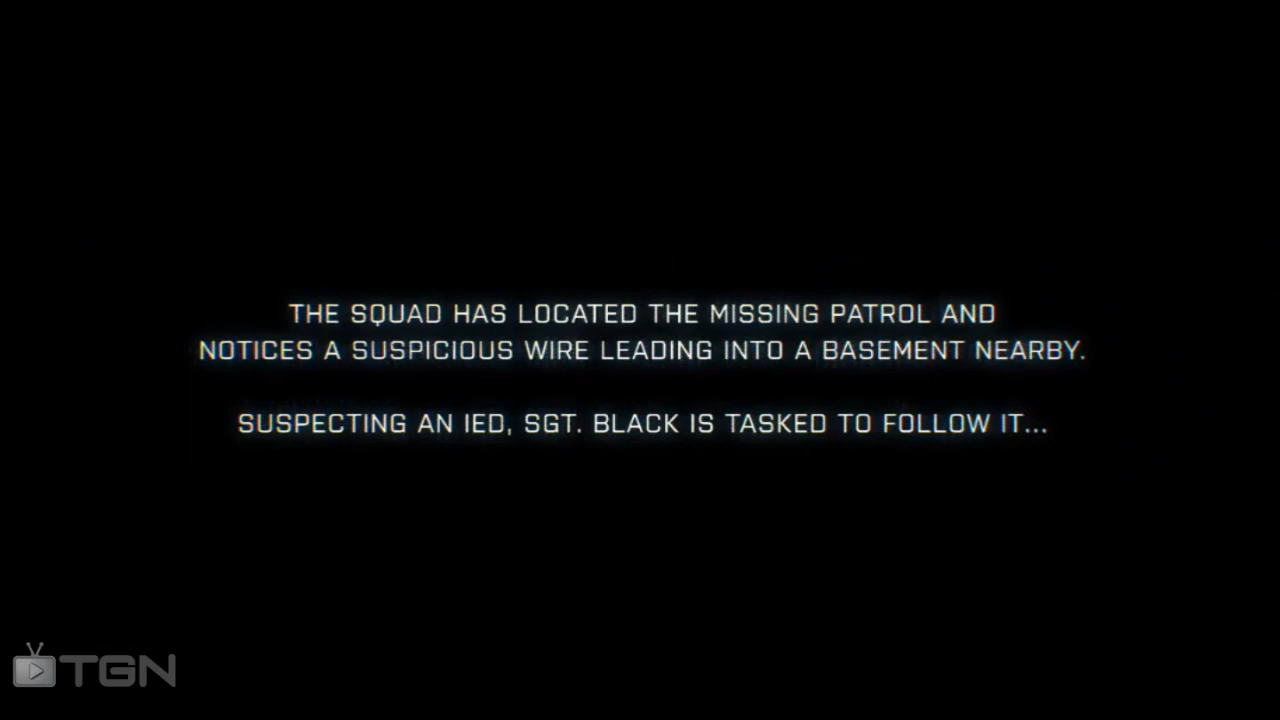 THE SQUAD HAS LOCATED THE MISSING PATROL AND
NOTICES A SUSPICIOUS WIRE LEADING INTO A BASEMENT NEARBY.
SUSPECTING AN IED, SGT. BLACK IS TASKED TO FOLLOW IT...
TGN